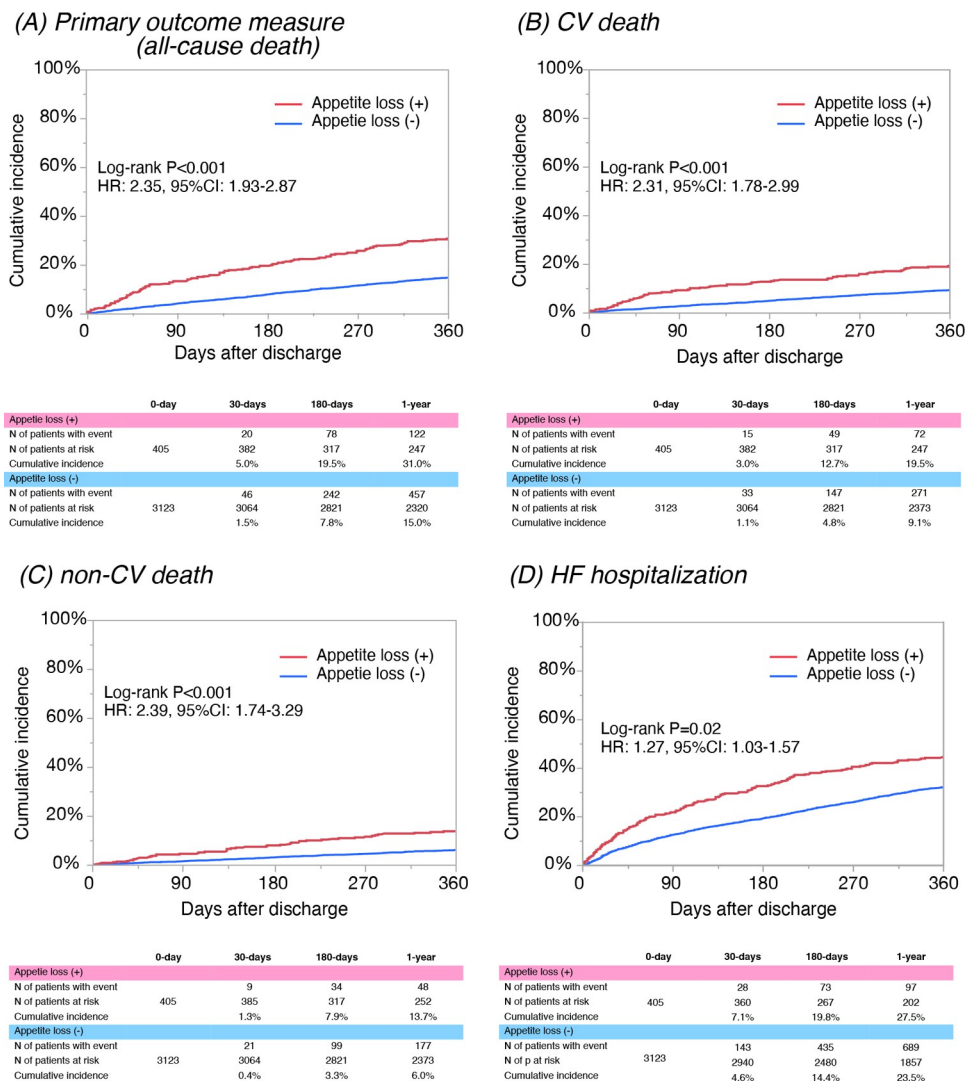 (A) Primary outcome measure
(all-cause death)
100%
80%
60%
40%
20%
0%
Cumulative incidence
Appetite loss (+)
Appetie loss (-)
Log-rank P<0.001
HR: 2.35, 95%CI: 1.93-2.87
0 90 180 270 360
Days after discharge
0-day 30-days 180-days 1-year
Appetie loss (+)
N of patients with event 20 78 122
N of patients at risk 405 382 317 247
Cumulative incidence 5.0% 19.5% 31.0%
Appetie loss (-)
N of patients with event 46 242 457
N of patients at risk 3123 3064 2821 2320
Cumulative incidence 1.5% 7.8% 15.0%
(B) CV death
100%
80%
60%
40%
20%
0%
Cumulative incidence
Appetite loss (+)
Appetie loss (-)
Log-rank P<0.001
HR: 2.31, 95%CI: 1.78-2.99
0 90 180 270 360
Days after discharge
0-day 30-days 180-days 1-year
Appetie loss (+)
N of patients with event 15 49 72
N of patients at risk 405 382 317 247
Cumulative incidence 3.0% 12.7% 19.5%
Appetie loss (-)
N of patients with event 33 147 271
N of patients at risk 3123 3064 2821 2373
Cumulative incidence 1.1% 4.8% 9.1%
(C) non-CV death
100%
80%
60%
40%
20%
0%
Cumulative incidence
Appetite loss (+)
Appetie loss (-)
Log-rank P<0.001
HR: 2.39, 95%CI: 1.74-3.29
0 90 180 270 360
Days after discharge
0-day 30-days 180-days 1-year
Appetie loss (+)
N of patients with event 9 34 48
N of patients at risk 405 385 317 252
Cumulative incidence 1.3% 7.9% 13.7%
Appetie loss (-)
N of patients with event 21 99 177
N of patients at risk 3123 3064 2821 2373
Cumulative incidence 0.4% 3.3% 6.0%
(D) HF hospitalization
100%
80%
60%
40%
20%
0%
Cumulative incidence
Appetite loss (+)
Appetie loss (-)
Log-rank P=0.02
HR: 1.27, 95%CI: 1.03-1.57
0 90 180 270 360
Days after discharge
0-day 30-days 180-days 1-year
Appetie loss (+)
N of patients with event 28 73 97
N of patients at risk 405 360 267 202
Cumulative incidence 7.1% 19.8% 27.5%
Appetie loss (-)
N of patients with event 143 435 689
N of p at risk 3123 2940 2480 1857
Cumulative incidence 4.6% 14.4% 23.5%